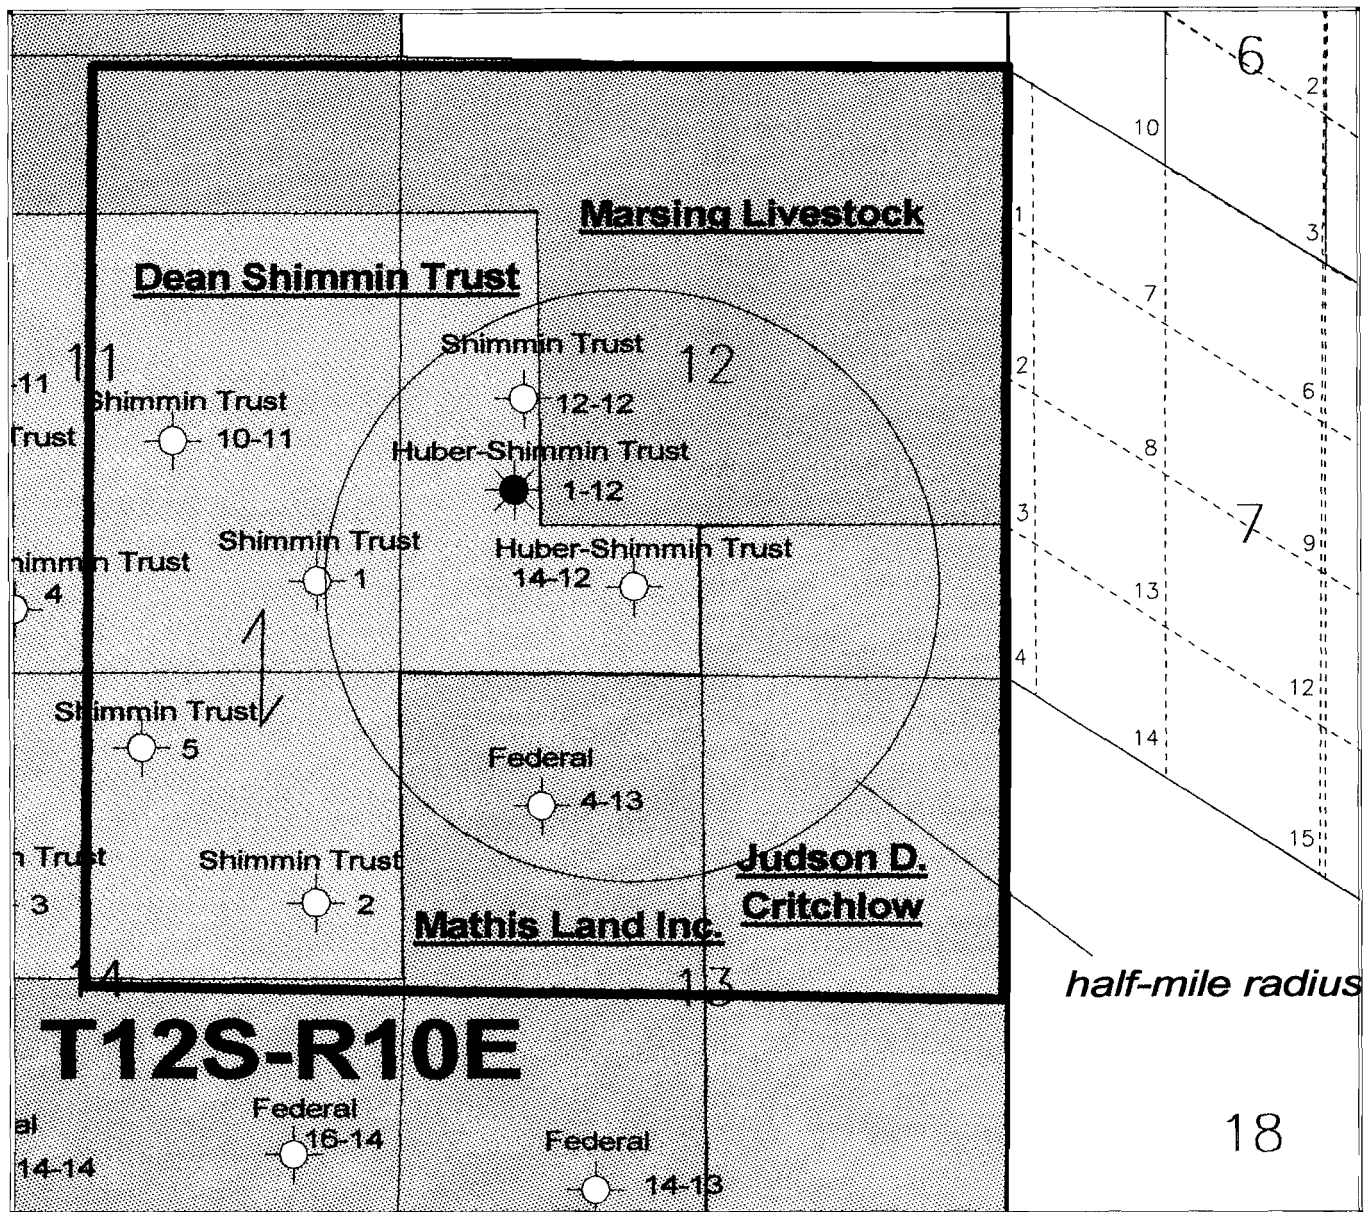 6
2
10
Marsing Livestock
1
3
Dean Shimmin Trust
7
Shimmin Trust
12
11
2
-11
Shimmin Trust
12-12
6
Trust
10-11
Huber-Shimmin Trust
8
1-12
3
7
Shimmin Trust
Huber-Shimmin Trust
9
himmin Trust
1
14-12
4
13
4
12
Shimmin Trust
5
14
Federal
4-13
15
n Trust
Shimmin Trust
Judson D.
3
2
Critchlow
Mathis Land Inc.
14
13
half-mile radius
T12S-R10E
Federal
al
16-14
18
Federal
14-14
14-13